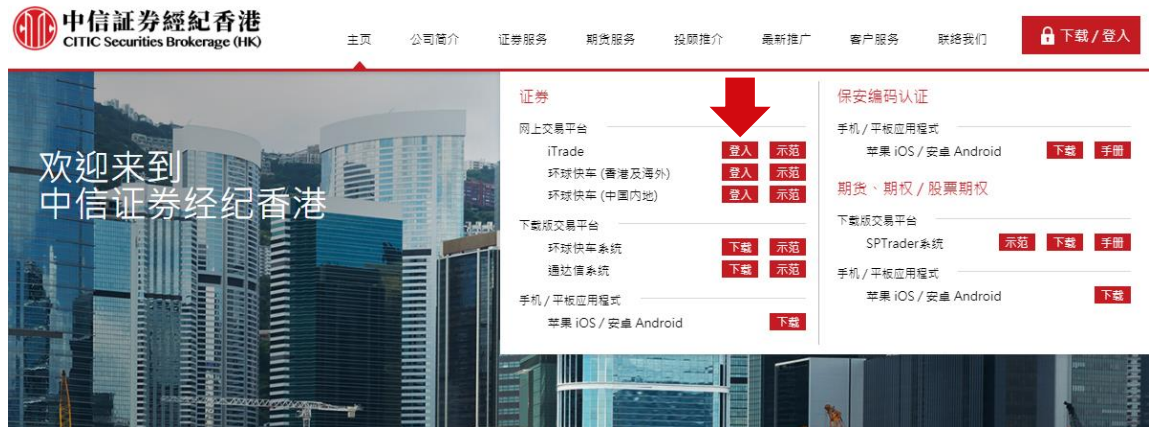 中信証券經紀香港
CITIC Securities Brokerage (HK)
主页 公司简介 证券服务 期货服务 投顾推介 最新推广 客户服务 联络我们
下载/登入
欢迎来到
中信证券经纪香港
证券
网上交易平台
iTrade 登入 示范
环球快车 (香港及海外) 登入 示范
环球快车 (中国内地) 登入 示范
下载版交易平台
环球快车系统 下载 示范
通达信系统 下载 示范
手机/平板应用程式
苹果 iOS/安卓 Android 下载
保安编码认证
手机/平板应用程式
苹果 iOS/安卓 Android 下载 手册
期货、期权/股票期权
下载版交易平台
SPTrader系统 示范 下载 手册
手机/平板应用程式
苹果 iOS/安卓 Android 下载